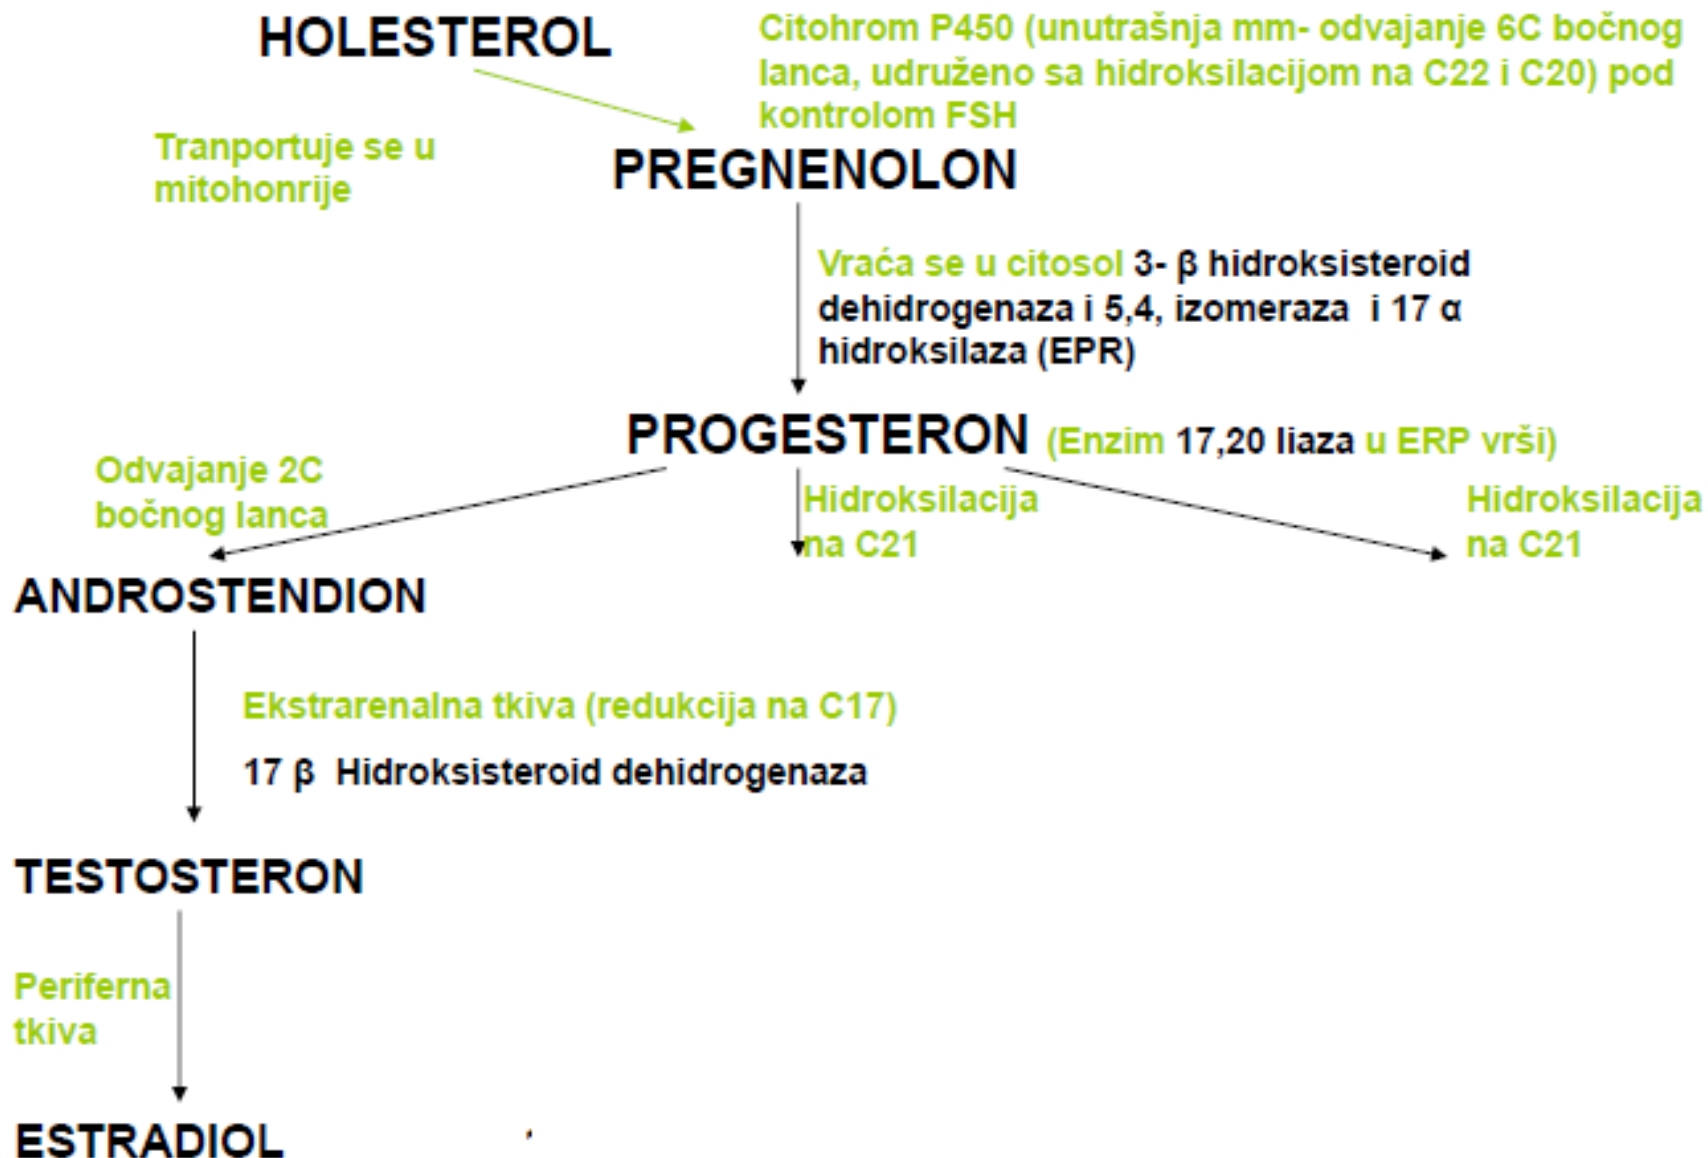 HOLESTEROL
Citohrom P450 (unutrašnja mm- odvajanje 6C bočnog
lanca, udruženo sa hidroksilacijom na C22 i C20) pod
kontrolom FSH
Tranportuje se u
mitohonrije
PREGNENOLON
Vraća se u citosol 3- β hidroksisteroid
dehidrogenaza i 5,4, izomeraza i 17 α
hidroksilaza (EPR)
PROGESTERON (Enzim 17,20 liaza u ERP vrši)
Odvajanje 2C
bočnog lanca
Hidroksilacija
na C21
Hidroksilacija
na C21
ANDROSTENDION
Ekstrarenalna tkiva (redukcija na C17)
17 β Hidroksisteroid dehidrogenaza
TESTOSTERON
Periferna
tkiva
ESTRADIOL